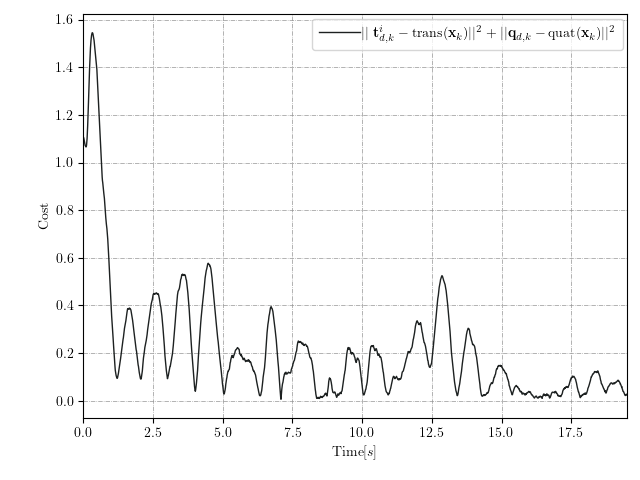 || t^i_{d,k} − trans(x_k)||^2 + ||q_{d,k} − quat(x_k)||^2
1.6
1.4
1.2
1.0
0.8
0.6
0.4
0.2
0.0
Cost
0.0 2.5 5.0 7.5 10.0 12.5 15.0 17.5
Time[s]